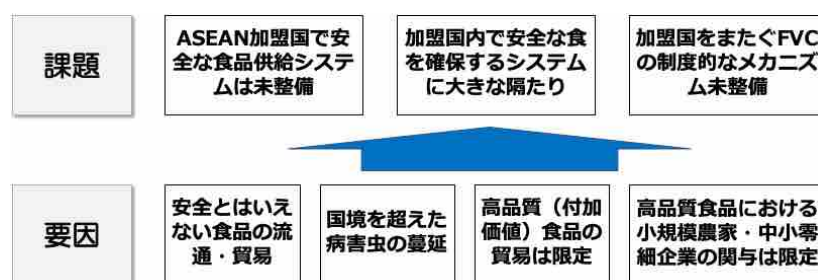 課題
ASEAN加盟国で安
全な食品供給システ
ムは未整備
加盟国内で安全な食
を確保するシステム
に大きな隔たり
加盟国をまたぐFVC
の制度的なメカニズ
ム未整備
要因
安全とはいえ
ない食品の流
通・貿易
国境を超えた
病害虫の蔓延
高品質（付加
価値）食品の
貿易は限定
高品質食品における
小規模農家・中小零
細企業の関与は限定